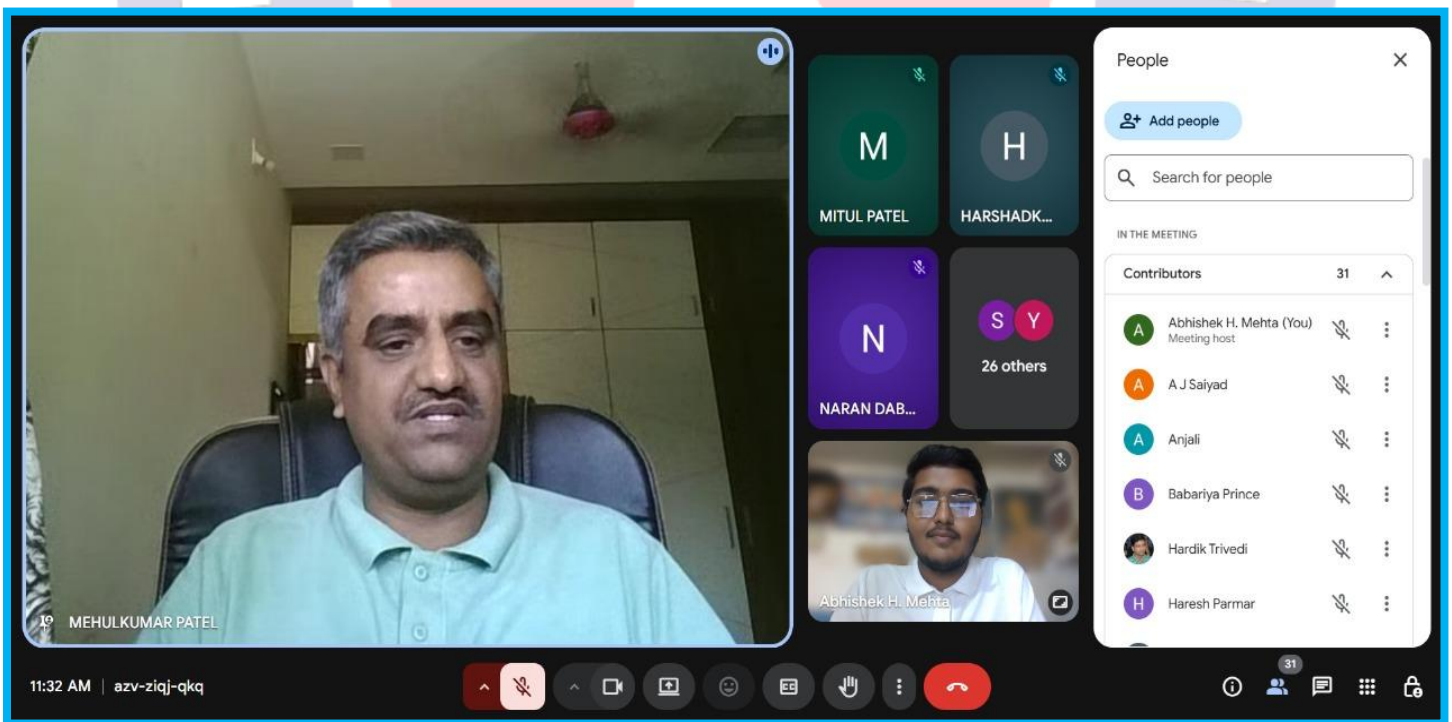 MEHULKUMAR PATEL
M
MITUL PATEL
H
HARSHADK...
N
NARAN DAB...
S Y
26 others
Abhishek H. Mehta
People
Add people
Search for people
IN THE MEETING
Contributors 31
A Abhishek H. Mehta (You)
Meeting host
A A J Saiyad
A Anjali
B Babariya Prince
Hardik Trivedi
H Haresh Parmar
11:32 AM | azv-ziqj-qkq
31